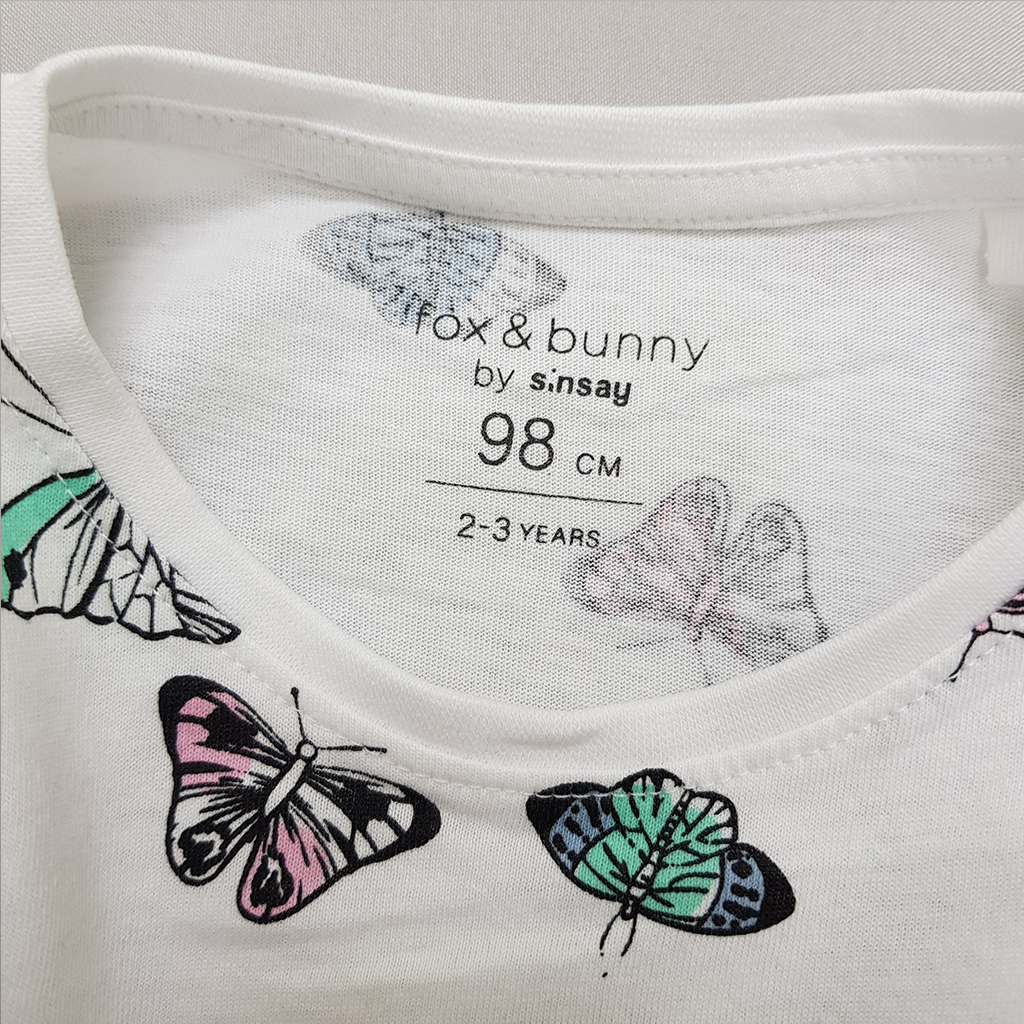 fox & bunny
by sinsay
98 CM
2-3 YEARS